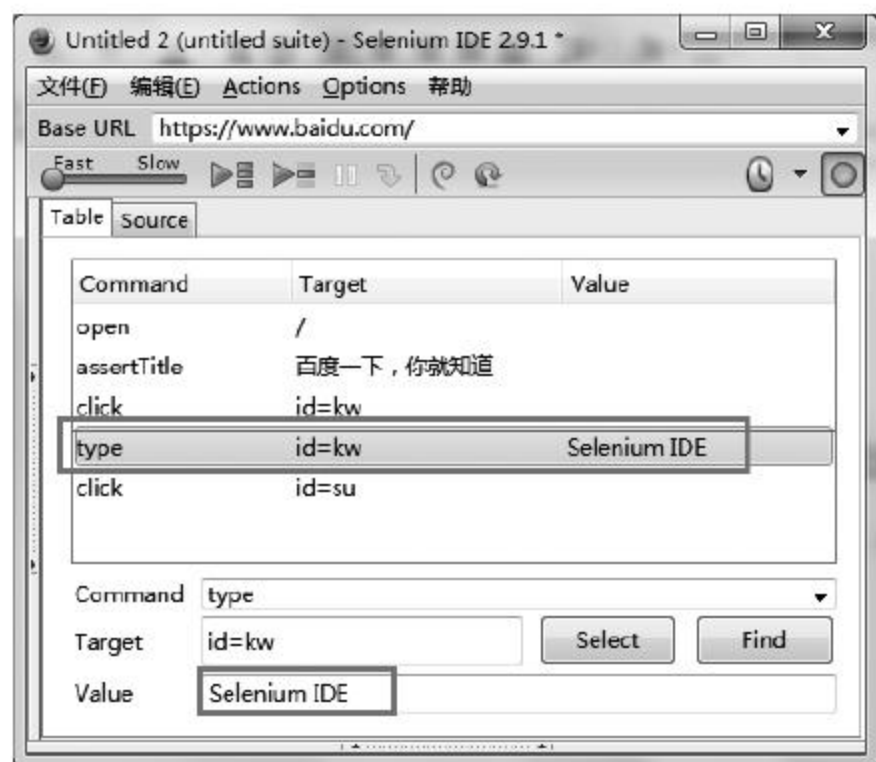 Untitled 2 (untitled suite) - Selenium IDE 2.9.1 *
文件(F) 编辑(E) Actions Options 帮助
Base URL https://www.baidu.com/
Fast Slow
Table Source
Command Target Value
open /
assertTitle 百度一下，你就知道
click id=kw
type id=kw Selenium IDE
click id=su
Command type
Target id=kw Select Find
Value Selenium IDE